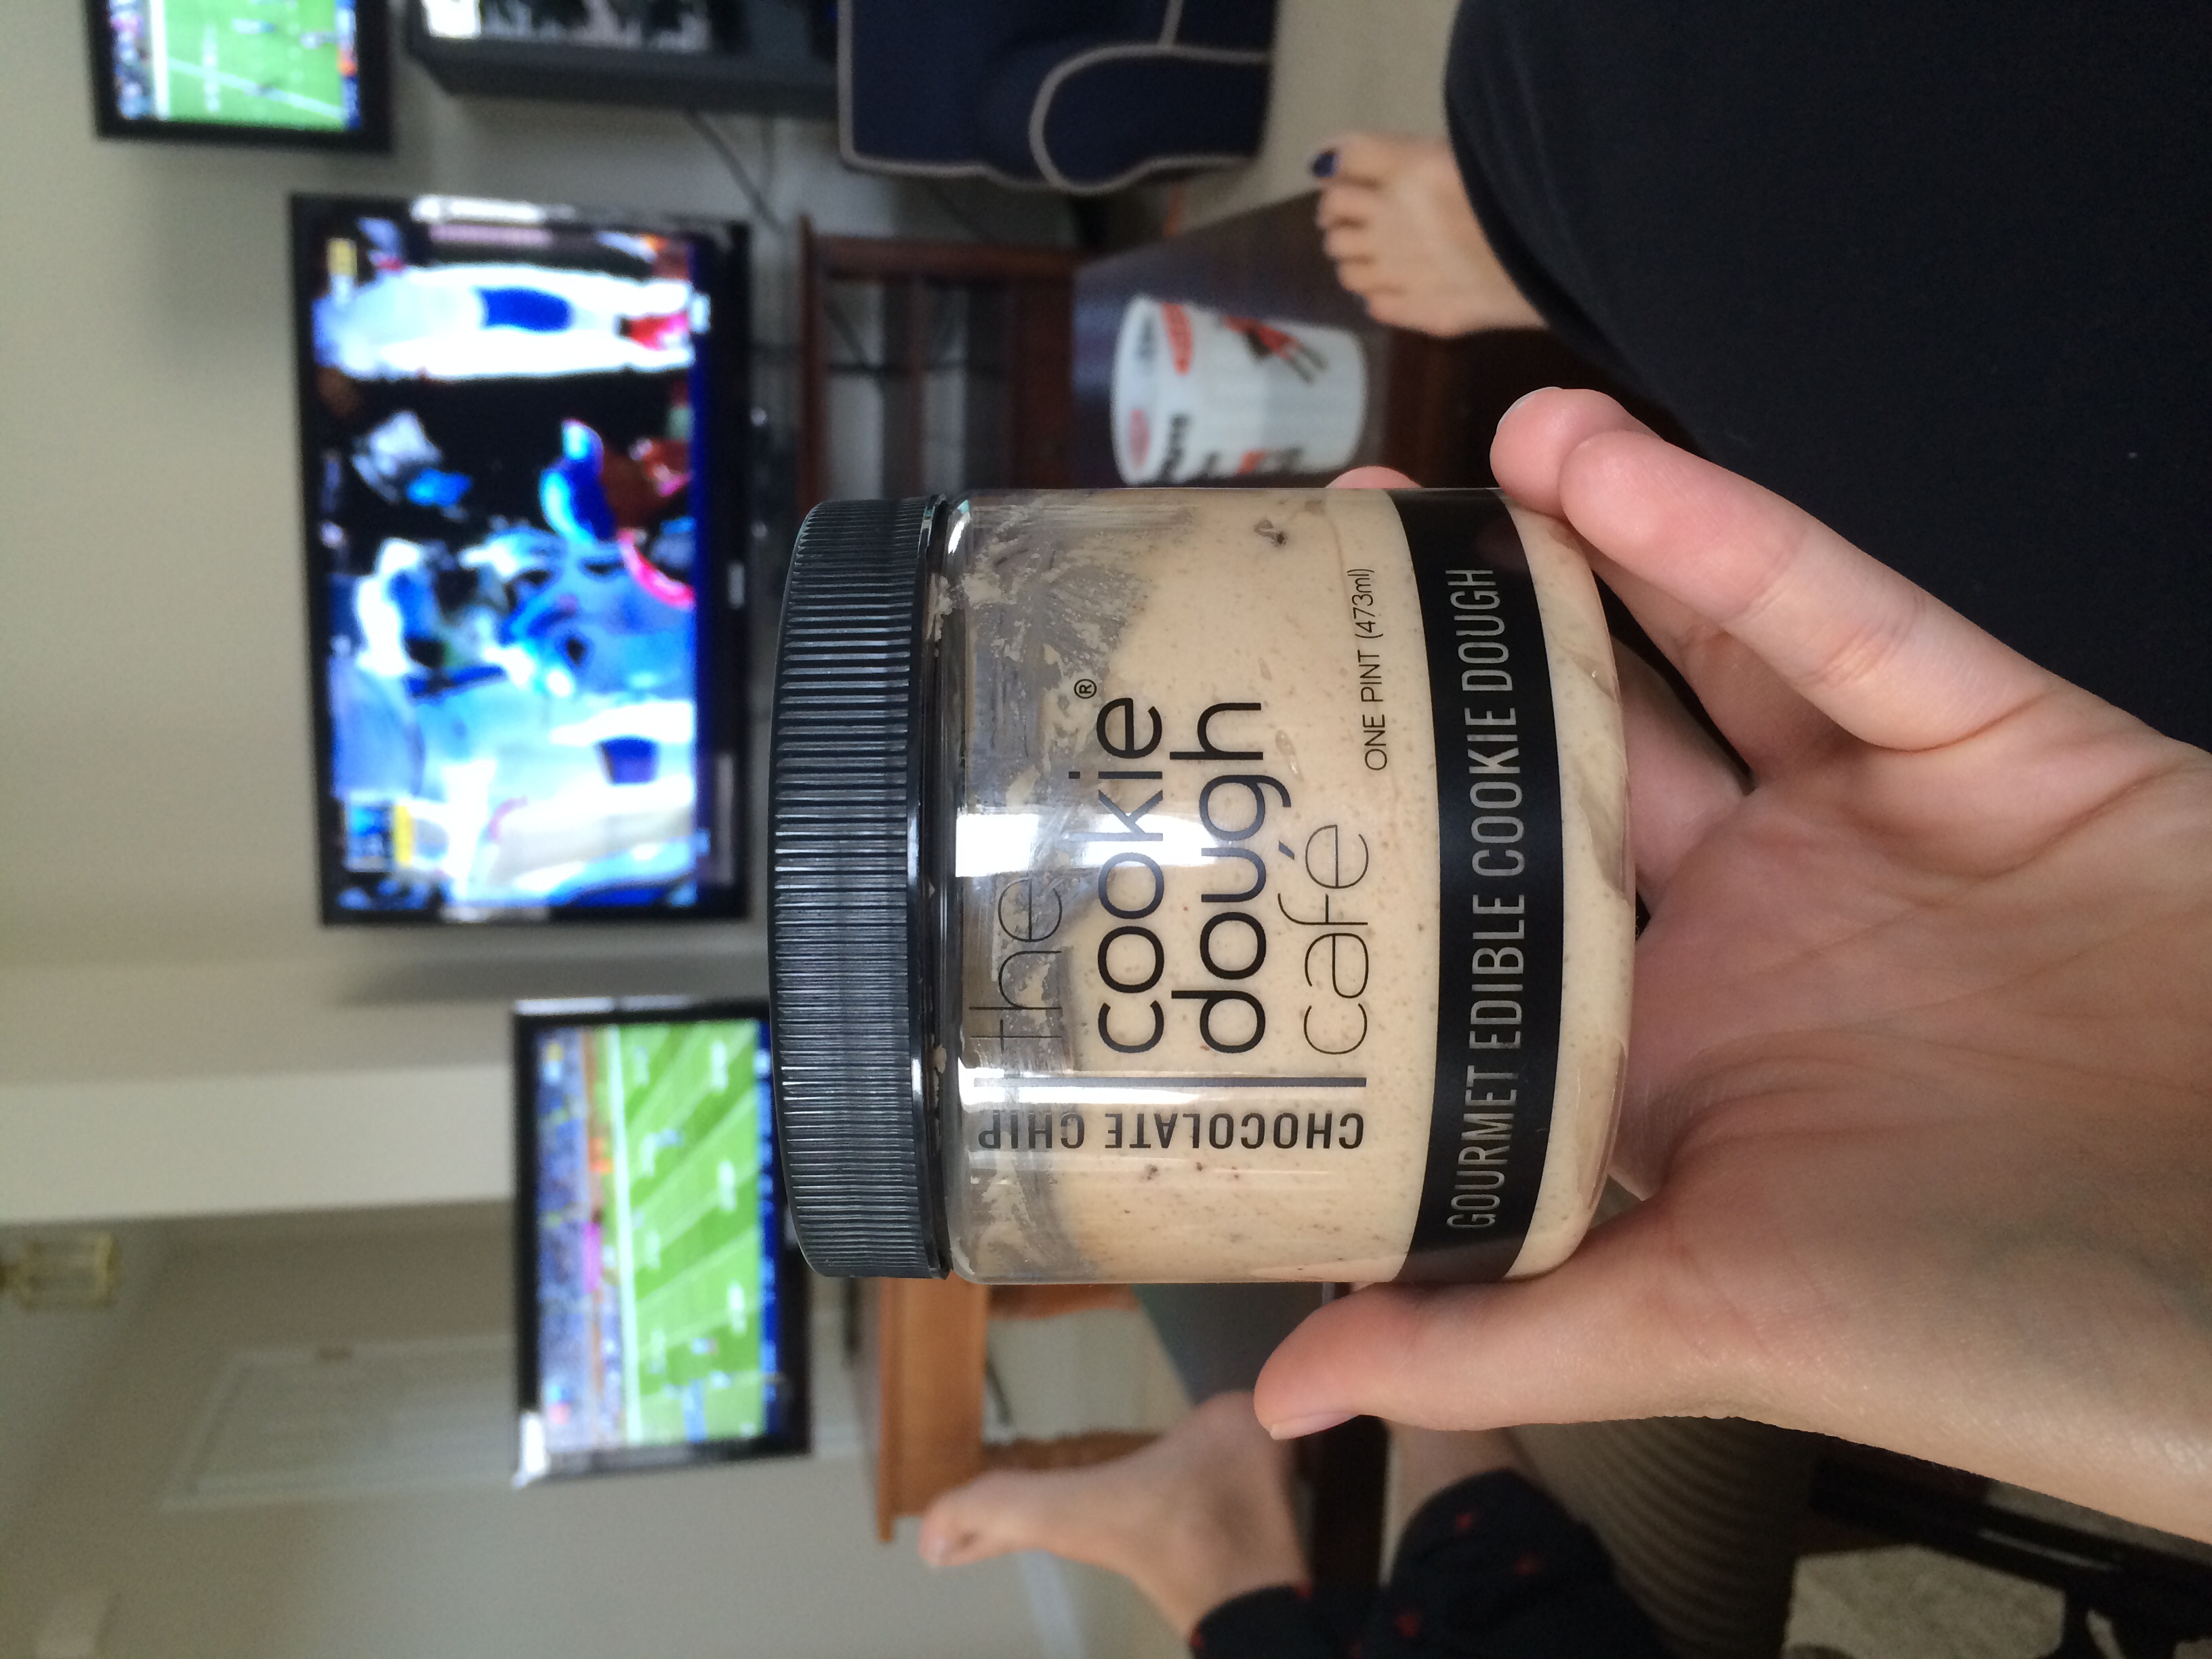 the
cookie®
dough
café
CHOCOLATE CHIP
ONE PINT (473ml)
GOURMET EDIBLE COOKIE DOUGH